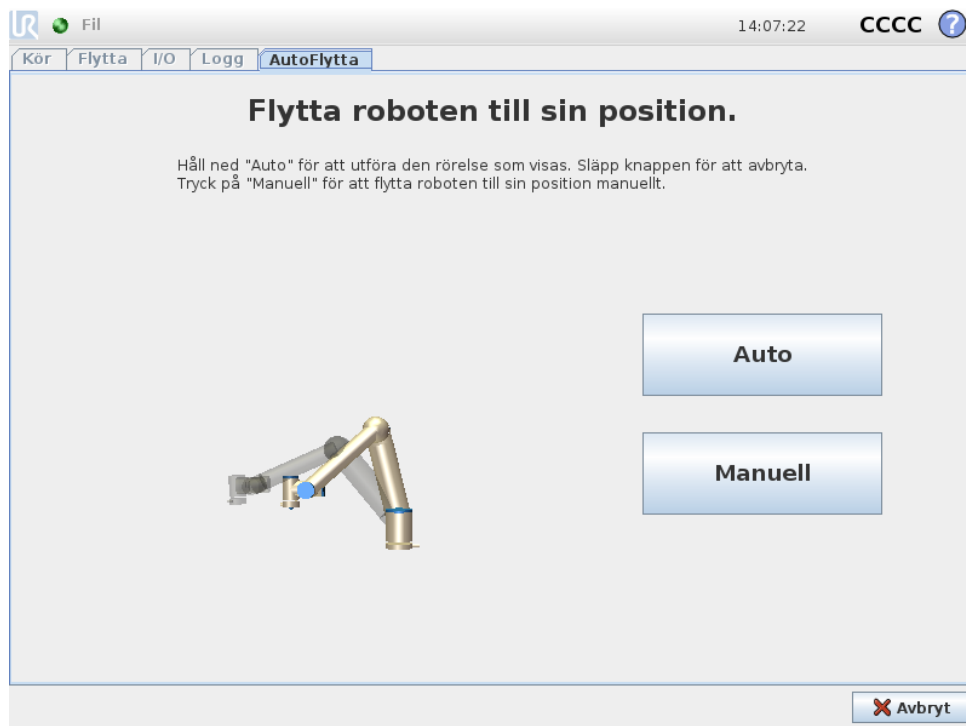 UR Fil 14:07:22 CCCC ?
Kör Flytta I/O Logg AutoFlytta
Flytta roboten till sin position.
Håll ned "Auto" för att utföra den rörelse som visas. Släpp knappen för att avbryta.
Tryck på "Manuell" för att flytta roboten till sin position manuellt.
Auto
Manuell
Avbryt